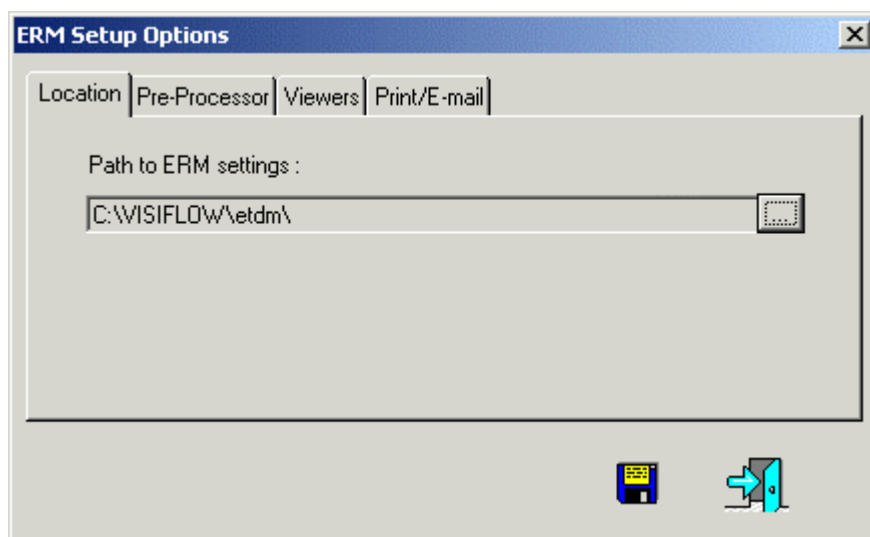 ERM Setup Options
Location Pre-Processor Viewers Print/E-mail
Path to ERM settings :
C:\VISIFLOW\etdm\
...